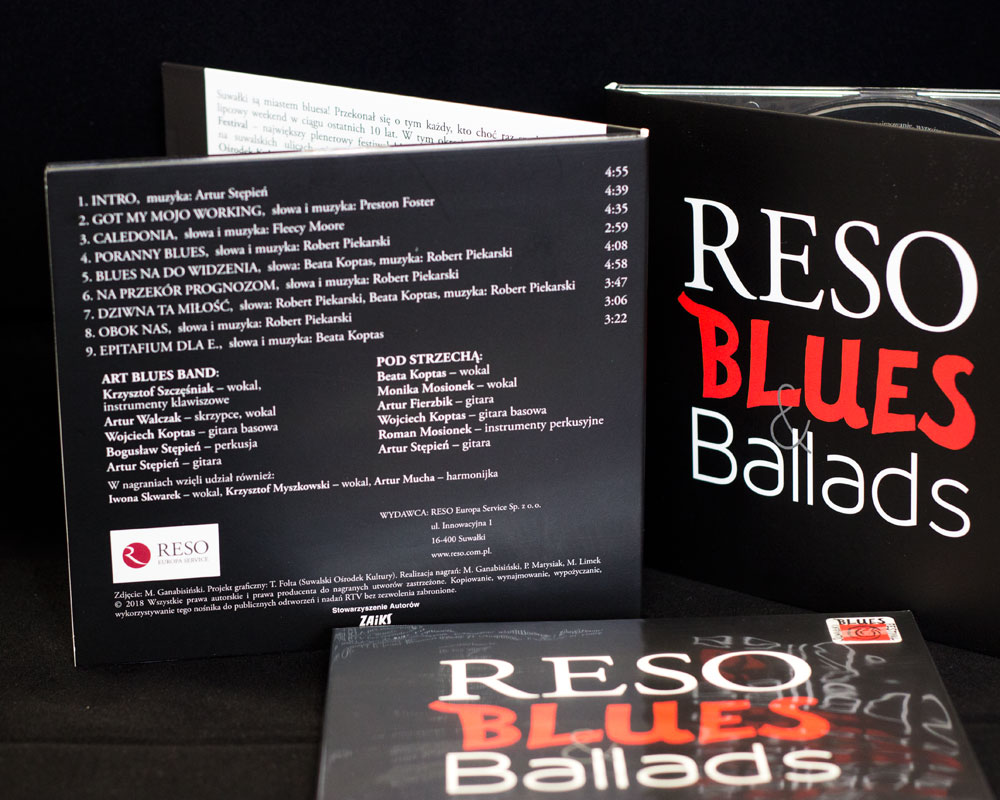 Suwałki są miastem bluesa! Przekonał się o tym każdy, kto choć raz
lipcowy weekend w ciągu ostatnich 10 lat. W tym
Festival - największy plenerowy
na suwalskich ulicach
1. INTRO, muzyka: Artur Stępień 4:55
2. GOT MY MOJO WORKING, słowa i muzyka: Preston Foster 4:39
3. CALEDONIA, słowa i muzyka: Fleecy Moore 4:35
4. PORANNY BLUES, słowa i muzyka: Robert Piekarski 2:59
5. BLUES NA DO WIDZENIA, słowa: Beata Koptas, muzyka: Robert Piekarski 4:08
6. NA PRZEKÓR PROGNOZOM, słowa i muzyka: Robert Piekarski 4:58
7. DZIWNA TA MIŁOŚĆ, słowa: Robert Piekarski, Beata Koptas, muzyka: Robert Piekarski 3:47
8. OBOK NAS, słowa i muzyka: Robert Piekarski 3:06
9. EPITAFIUM DLA E., słowa i muzyka: Beata Koptas 3:22
ART BLUES BAND:
Krzysztof Szczęśniak – wokal,
instrumenty klawiszowe
Artur Walczak – skrzypce, wokal
Wojciech Koptas – gitara basowa
Bogusław Stępień – perkusja
Artur Stępień – gitara
POD STRZECHĄ:
Beata Koptas – wokal
Monika Mosionek – wokal
Artur Fierzbik – gitara
Wojciech Koptas – gitara basowa
Roman Mosionek – instrumenty perkusyjne
Artur Stępień – gitara
W nagraniach wzięli udział również:
Iwona Skwarek – wokal, Krzysztof Myszkowski – wokal, Artur Mucha – harmonijka
WYDAWCA: RESO Europa Service Sp. z o. o.
ul. Innowacyjna 1
16-400 Suwałki
www.reso.com.pl.
RESO
EUROPA SERVICE
Zdjęcie: M. Ganabisiński. Projekt graficzny: T. Folta (Suwalski Ośrodek Kultury). Realizacja nagrań: M. Ganabisiński, P. Matysiak, M. Limek
© 2018 Wszystkie prawa autorskie i prawa producenta do nagranych utworów zastrzeżone. Kopiowanie, wynajmowanie, wypożyczanie,
wykorzystywanie tego nośnika do publicznych odtworzeń i nadań RTV bez zezwolenia zabronione.
Stowarzyszenie Autorów
ZAiKS
RESO
BLUES
&
Ballads
BLUES
RESO
BLUES
&
Ballads